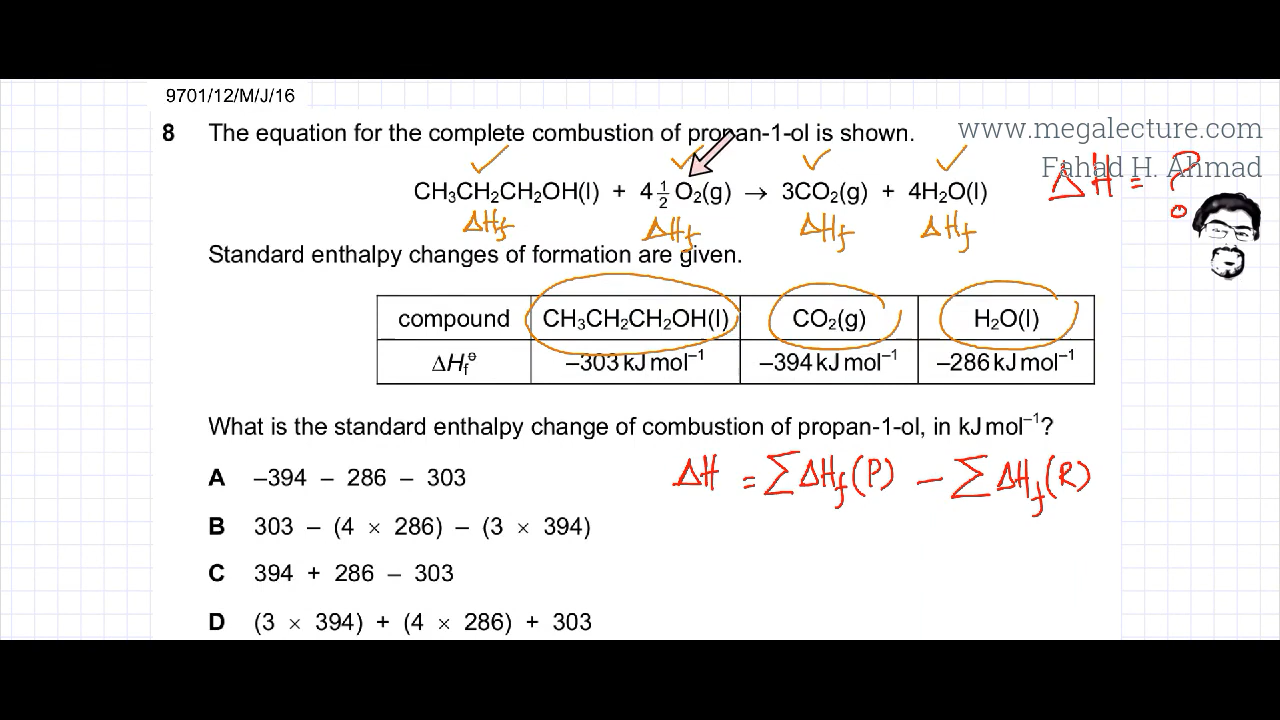 9701/12/M/J/16
8 The equation for the complete combustion of propan-1-ol is shown.
www.megalecture.com
Fahad H. Ahmad
CH₃CH₂CH₂OH(l) + 4½O₂(g) → 3CO₂(g) + 4H₂O(l)
ΔH = ?
ΔHf ΔHf ΔHf ΔHf
Standard enthalpy changes of formation are given.
compound CH₃CH₂CH₂OH(l) CO₂(g) H₂O(l)
ΔHf⦵ –303 kJ mol⁻¹ –394 kJ mol⁻¹ –286 kJ mol⁻¹
What is the standard enthalpy change of combustion of propan-1-ol, in kJ mol⁻¹?
A –394 – 286 – 303
ΔH = ΣΔHf(P) – ΣΔHf(R)
B 303 – (4 × 286) – (3 × 394)
C 394 + 286 – 303
D (3 × 394) + (4 × 286) + 303